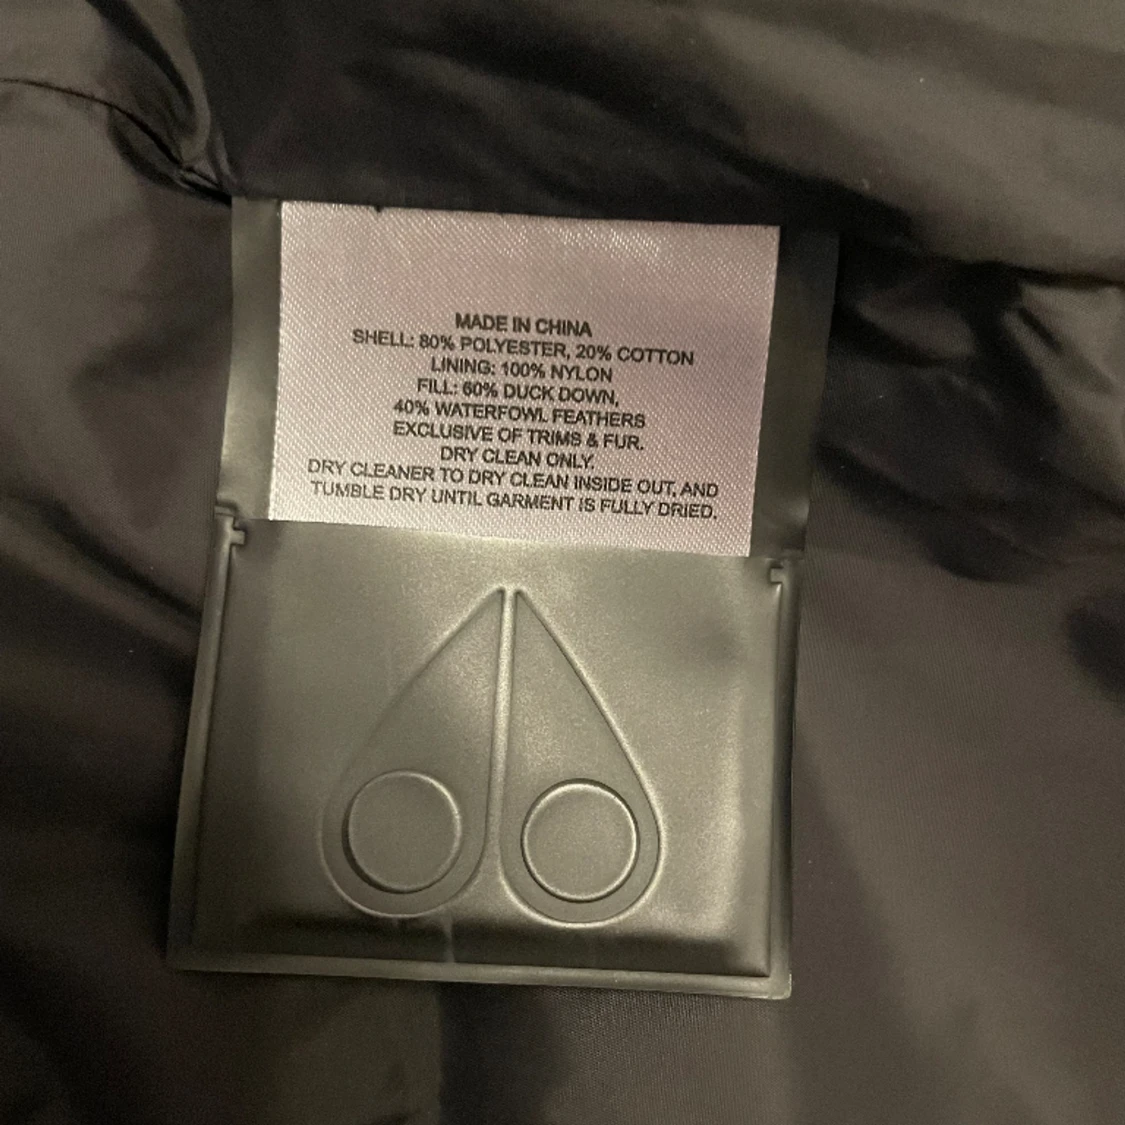 MADE IN CHINA
SHELL: 80% POLYESTER, 20% COTTON
LINING: 100% NYLON
FILL: 60% DUCK DOWN,
40% WATERFOWL FEATHERS
EXCLUSIVE OF TRIMS & FUR.
DRY CLEAN ONLY.
DRY CLEANER TO DRY CLEAN INSIDE OUT, AND
TUMBLE DRY UNTIL GARMENT IS FULLY DRIED.